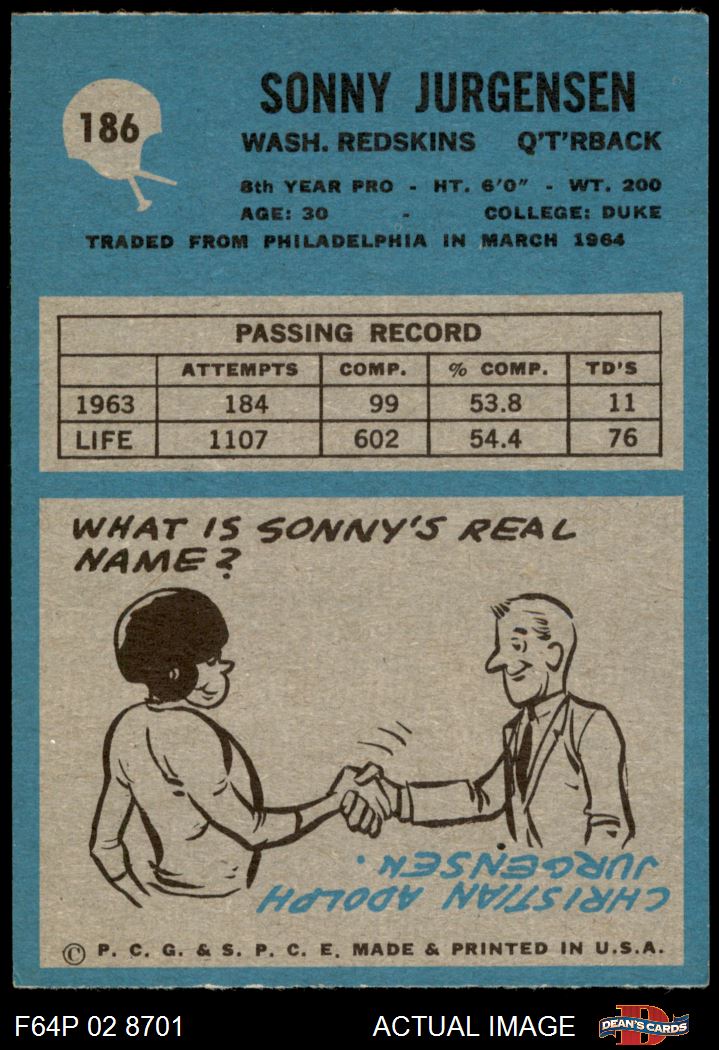 186
SONNY JURGENSEN
WASH. REDSKINS Q'T'RBACK
8th YEAR PRO - HT. 6'0" - WT. 200
AGE: 30 - COLLEGE: DUKE
TRADED FROM PHILADELPHIA IN MARCH 1964
PASSING RECORD
ATTEMPTS COMP. % COMP. TD'S
1963 184 99 53.8 11
LIFE 1107 602 54.4 76
WHAT IS SONNY'S REAL
NAME?
CHRISTIAN ADOLPH
JURGENSEN.
© P. C. G. & S. P. C. E. MADE & PRINTED IN U.S.A.
F64P 02 8701 ACTUAL IMAGE D DEAN'S CARDS